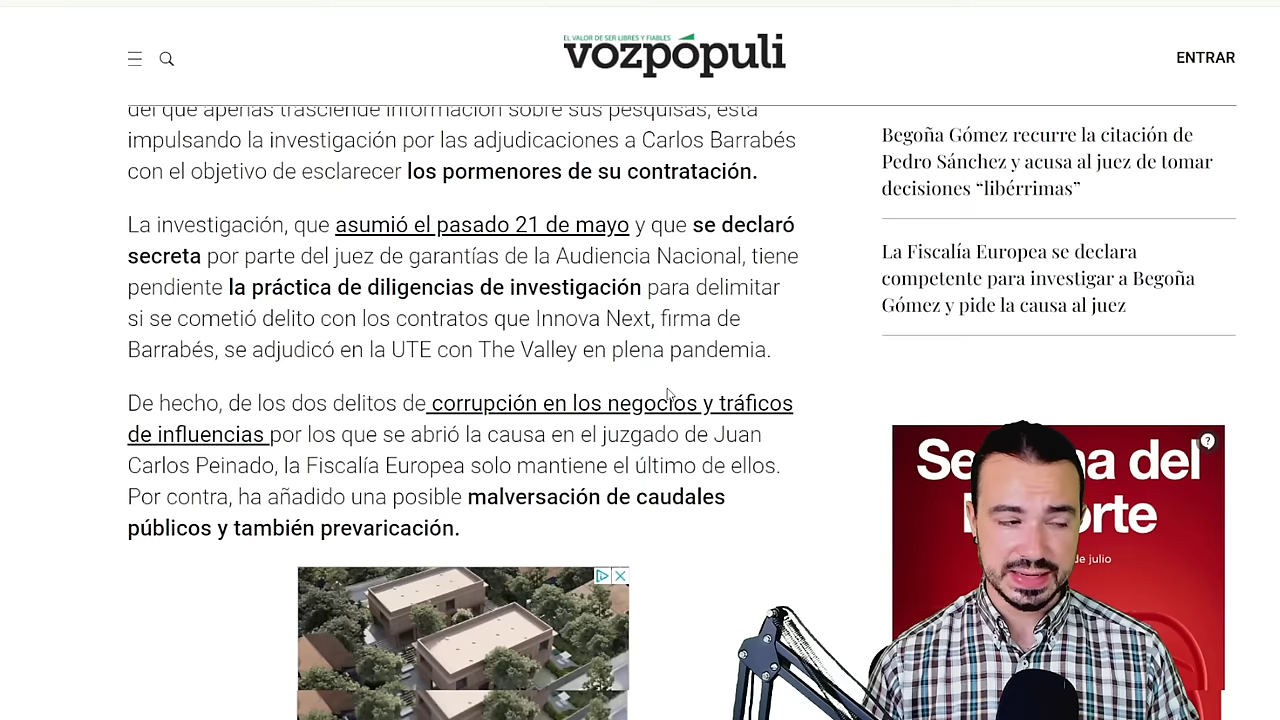 EL VALOR DE SER LIBRES Y FIABLES
vozpópuli
ENTRAR
del que apenas trasciende información sobre sus pesquisas, está
impulsando la investigación por las adjudicaciones a Carlos Barrabés
con el objetivo de esclarecer los pormenores de su contratación.
La investigación, que asumió el pasado 21 de mayo y que se declaró
secreta por parte del juez de garantías de la Audiencia Nacional, tiene
pendiente la práctica de diligencias de investigación para delimitar
si se cometió delito con los contratos que Innova Next, firma de
Barrabés, se adjudicó en la UTE con The Valley en plena pandemia.
De hecho, de los dos delitos de corrupción en los negocios y tráficos
de influencias por los que se abrió la causa en el juzgado de Juan
Carlos Peinado, la Fiscalía Europea solo mantiene el último de ellos.
Por contra, ha añadido una posible malversación de caudales
públicos y también prevaricación.
Begoña Gómez recurre la citación de
Pedro Sánchez y acusa al juez de tomar
decisiones “libérrimas”
La Fiscalía Europea se declara
competente para investigar a Begoña
Gómez y pide la causa al juez
del
de julio